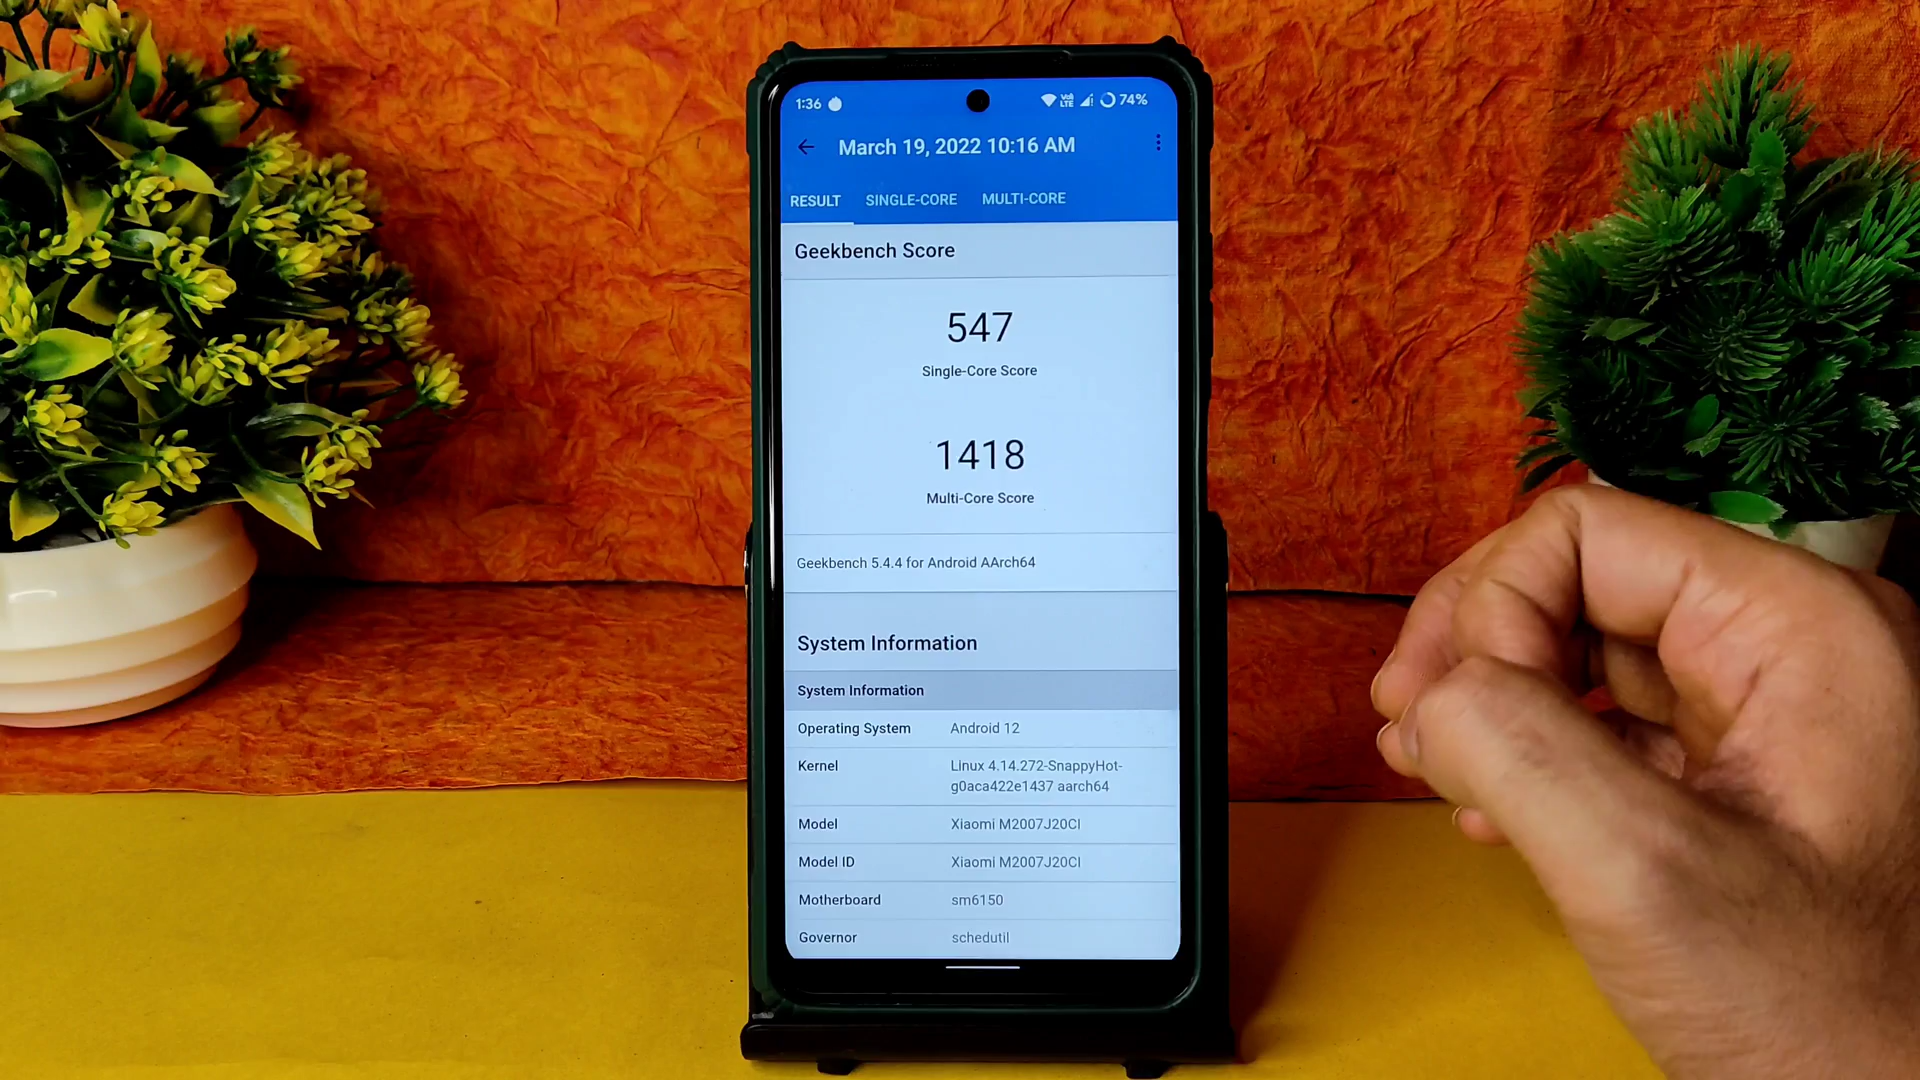 1:36
Vo)) LTE
74%
March 19, 2022 10:16 AM
RESULT SINGLE-CORE MULTI-CORE
Geekbench Score
547
Single-Core Score
1418
Multi-Core Score
Geekbench 5.4.4 for Android AArch64
System Information
System Information
Operating System Android 12
Kernel Linux 4.14.272-SnappyHot-
g0aca422e1437 aarch64
Model Xiaomi M2007J20CI
Model ID Xiaomi M2007J20CI
Motherboard sm6150
Governor schedutil